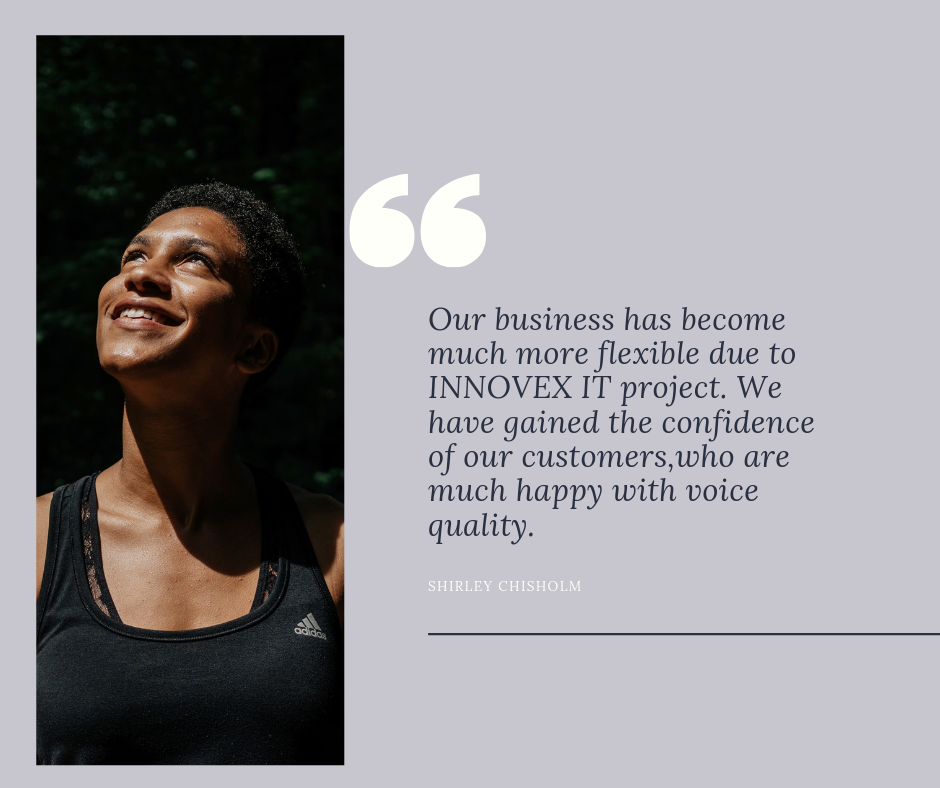 Our business has become
much more flexible due to
INNOVEX IT project. We
have gained the confidence
of our customers,who are
much happy with voice
quality.
SHIRLEY CHISHOLM
adidas